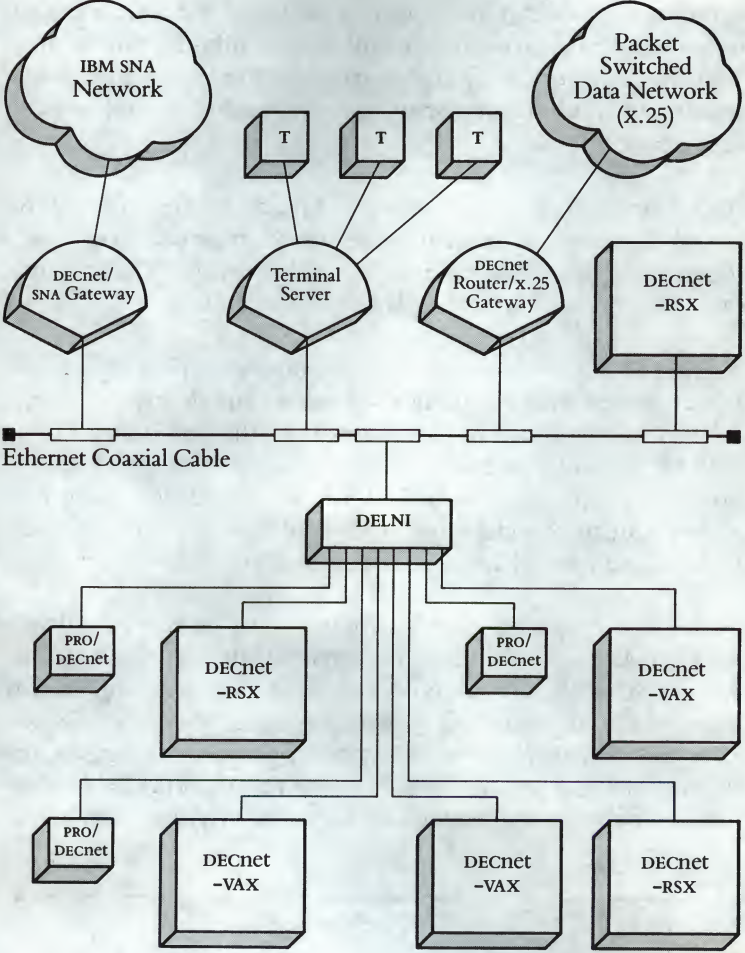 IBM SNA
Network
Packet
Switched
Data Network
(x.25)
T
T
T
DECnet/
SNA Gateway
Terminal
Server
DECnet
Router/x.25
Gateway
DECnet
-RSX
Ethernet Coaxial Cable
DELNI
PRO/
DECnet
DECnet
-RSX
PRO/
DECnet
DECnet
-VAX
PRO/
DECnet
DECnet
-VAX
DECnet
-VAX
DECnet
-RSX